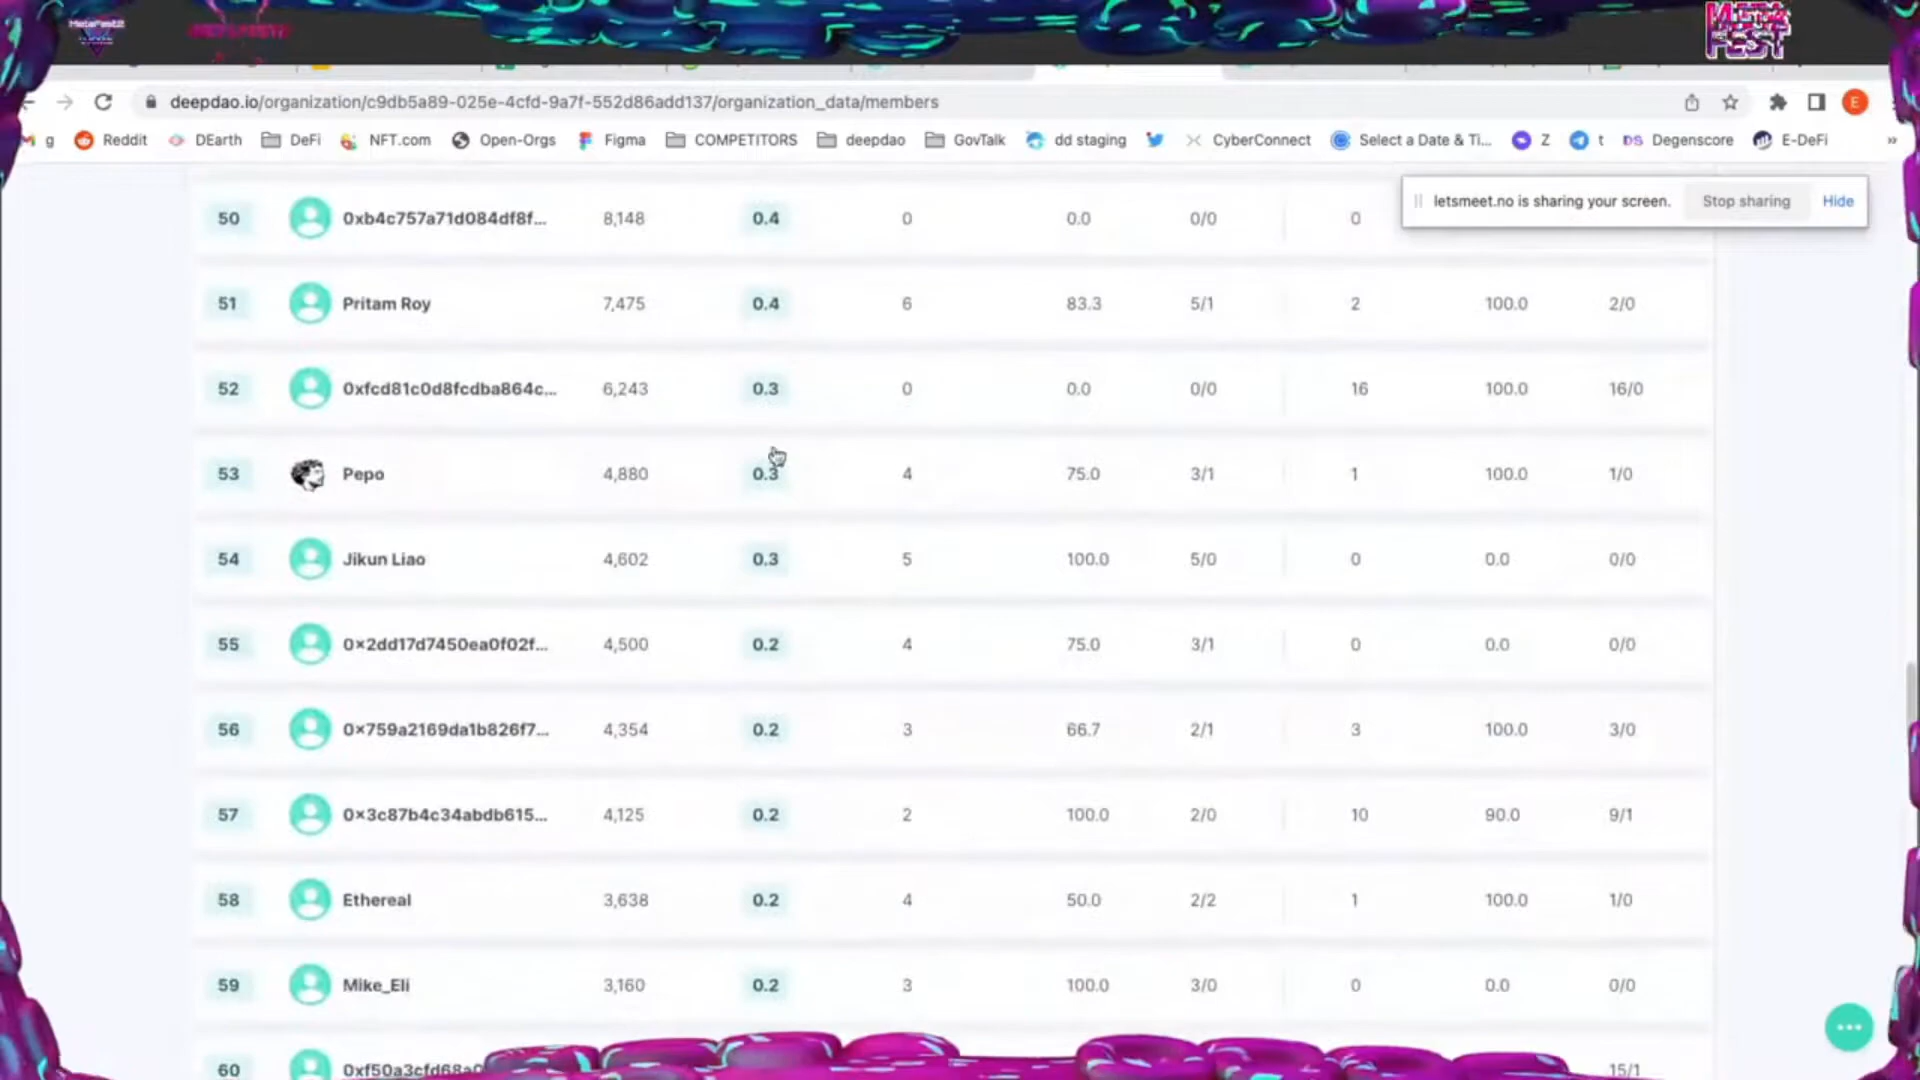 MetaFest2
META FEST
deepdao.io/organization/c9db5a89-025e-4cfd-9a7f-552d86add137/organization_data/members
E
g Reddit DEarth DeFi NFT.com Open-Orgs Figma COMPETITORS deepdao GovTalk dd staging CyberConnect Select a Date & Ti... Z t DS Degenscore E-DeFi »
letsmeet.no is sharing your screen. Stop sharing Hide
50 0xb4c757a71d084df8f... 8,148 0.4 0 0.0 0/0 0
51 Pritam Roy 7,475 0.4 6 83.3 5/1 2 100.0 2/0
52 0xfcd81c0d8fcdba864c... 6,243 0.3 0 0.0 0/0 16 100.0 16/0
53 Pepo 4,880 0.3 4 75.0 3/1 1 100.0 1/0
54 Jikun Liao 4,602 0.3 5 100.0 5/0 0 0.0 0/0
55 0x2dd17d7450ea0f02f... 4,500 0.2 4 75.0 3/1 0 0.0 0/0
56 0x759a2169da1b826f7... 4,354 0.2 3 66.7 2/1 3 100.0 3/0
57 0x3c87b4c34abdb615... 4,125 0.2 2 100.0 2/0 10 90.0 9/1
58 Ethereal 3,638 0.2 4 50.0 2/2 1 100.0 1/0
59 Mike_Eli 3,160 0.2 3 100.0 3/0 0 0.0 0/0
60 0xf50a3cfd68a 15/1